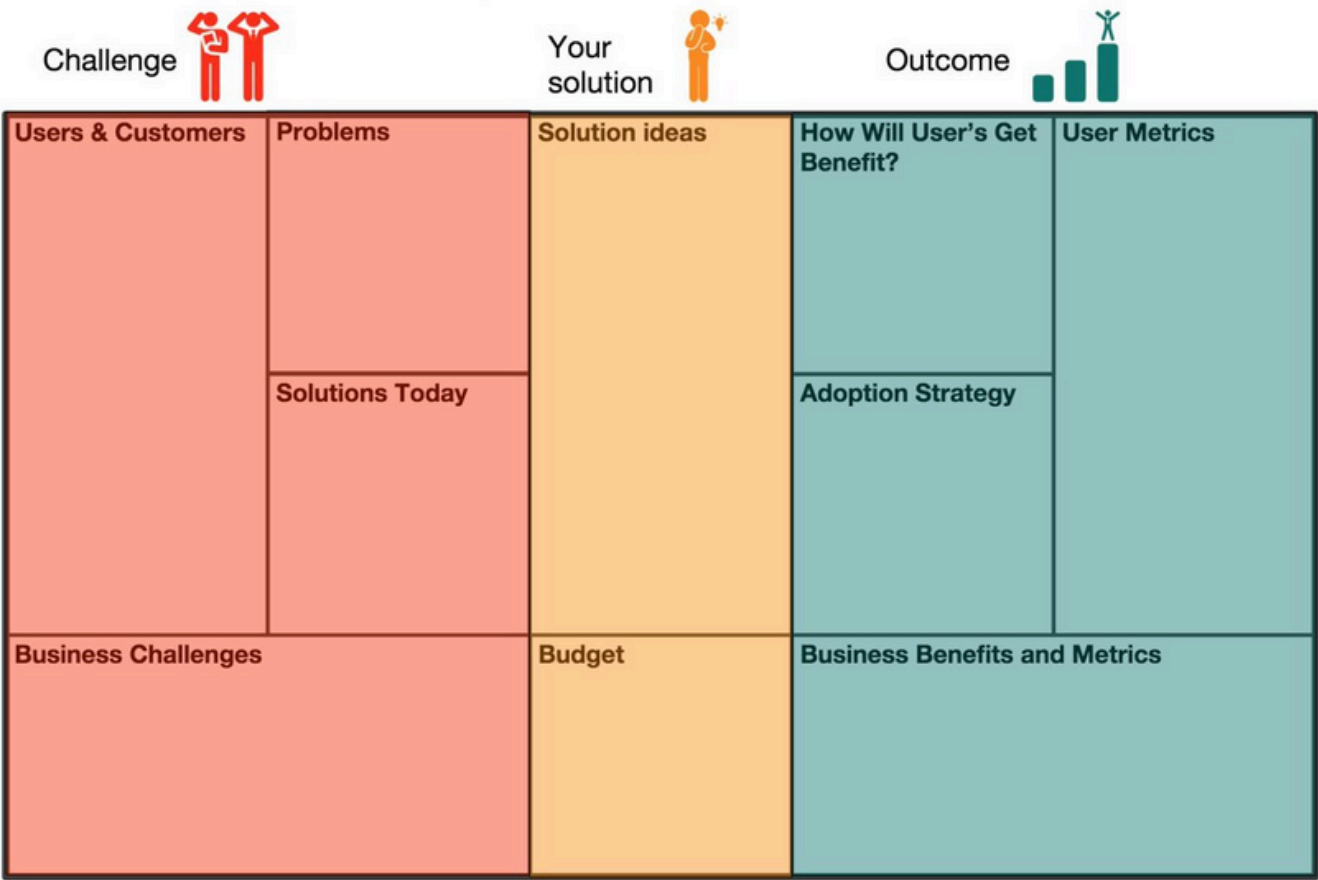 Challenge
Your
solution
Outcome
Users & Customers
Problems
Solution ideas
How Will User's Get
Benefit?
User Metrics
Solutions Today
Adoption Strategy
Business Challenges
Budget
Business Benefits and Metrics